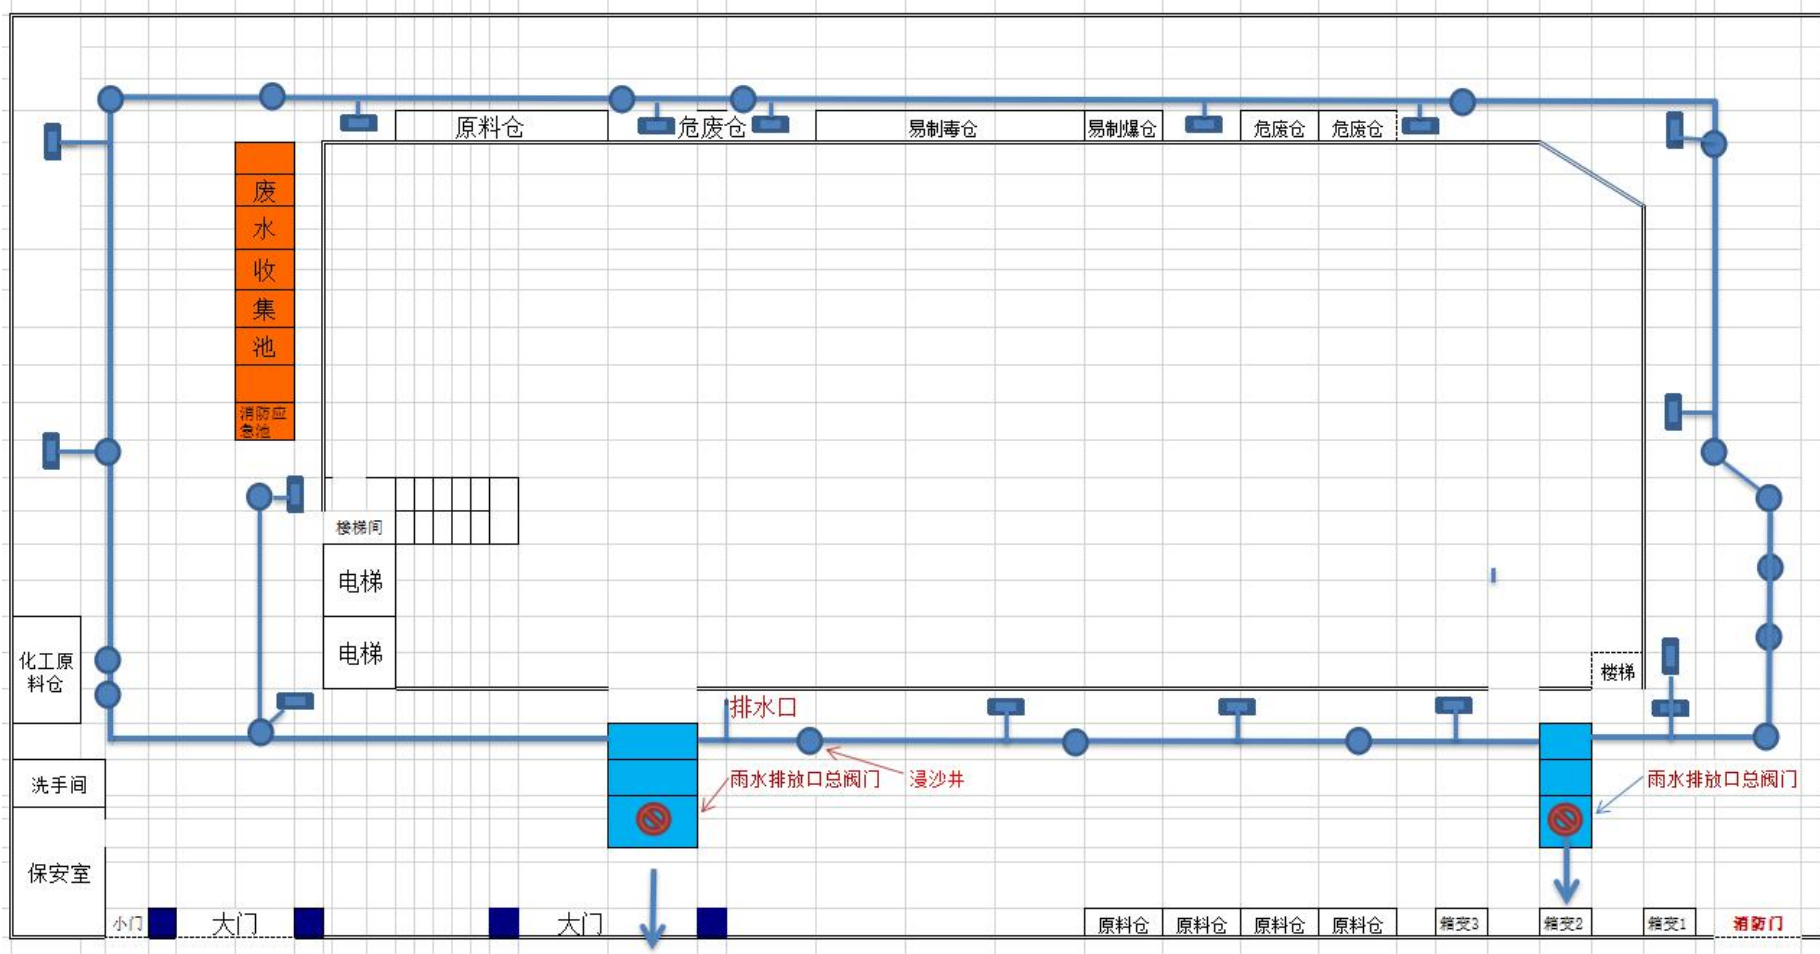 原料仓
危废仓
易制毒仓
易制爆仓
危废仓
危废仓
废
水
收
集
池
消防应
急池
楼梯间
电梯
电梯
化工原
料仓
楼梯
排水口
洗手间
雨水排放口总阀门
漫沙井
雨水排放口总阀门
保安室
小门
大门
大门
原料仓
原料仓
原料仓
原料仓
箱变3
箱变2
箱变1
消防门